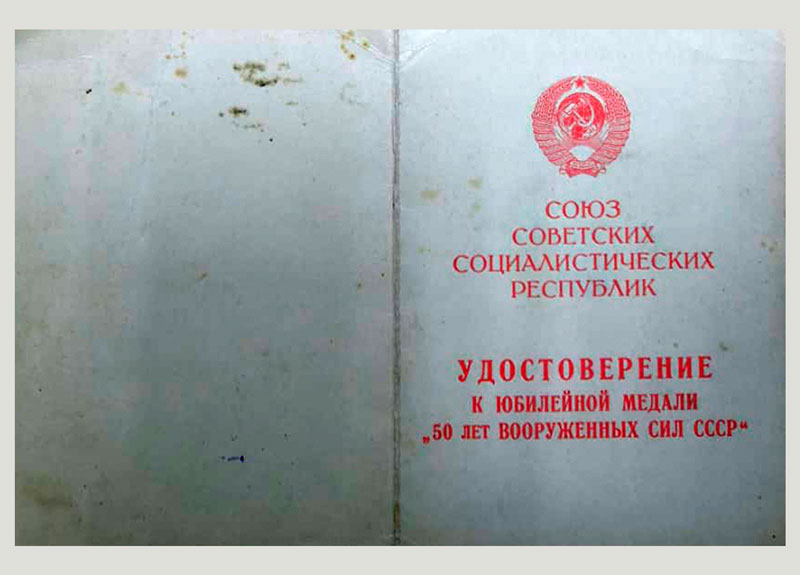 СОЮЗ
СОВЕТСКИХ
СОЦИАЛИСТИЧЕСКИХ
РЕСПУБЛИК
УДОСТОВЕРЕНИЕ
К ЮБИЛЕЙНОЙ МЕДАЛИ
„50 ЛЕТ ВООРУЖЕННЫХ СИЛ СССР“